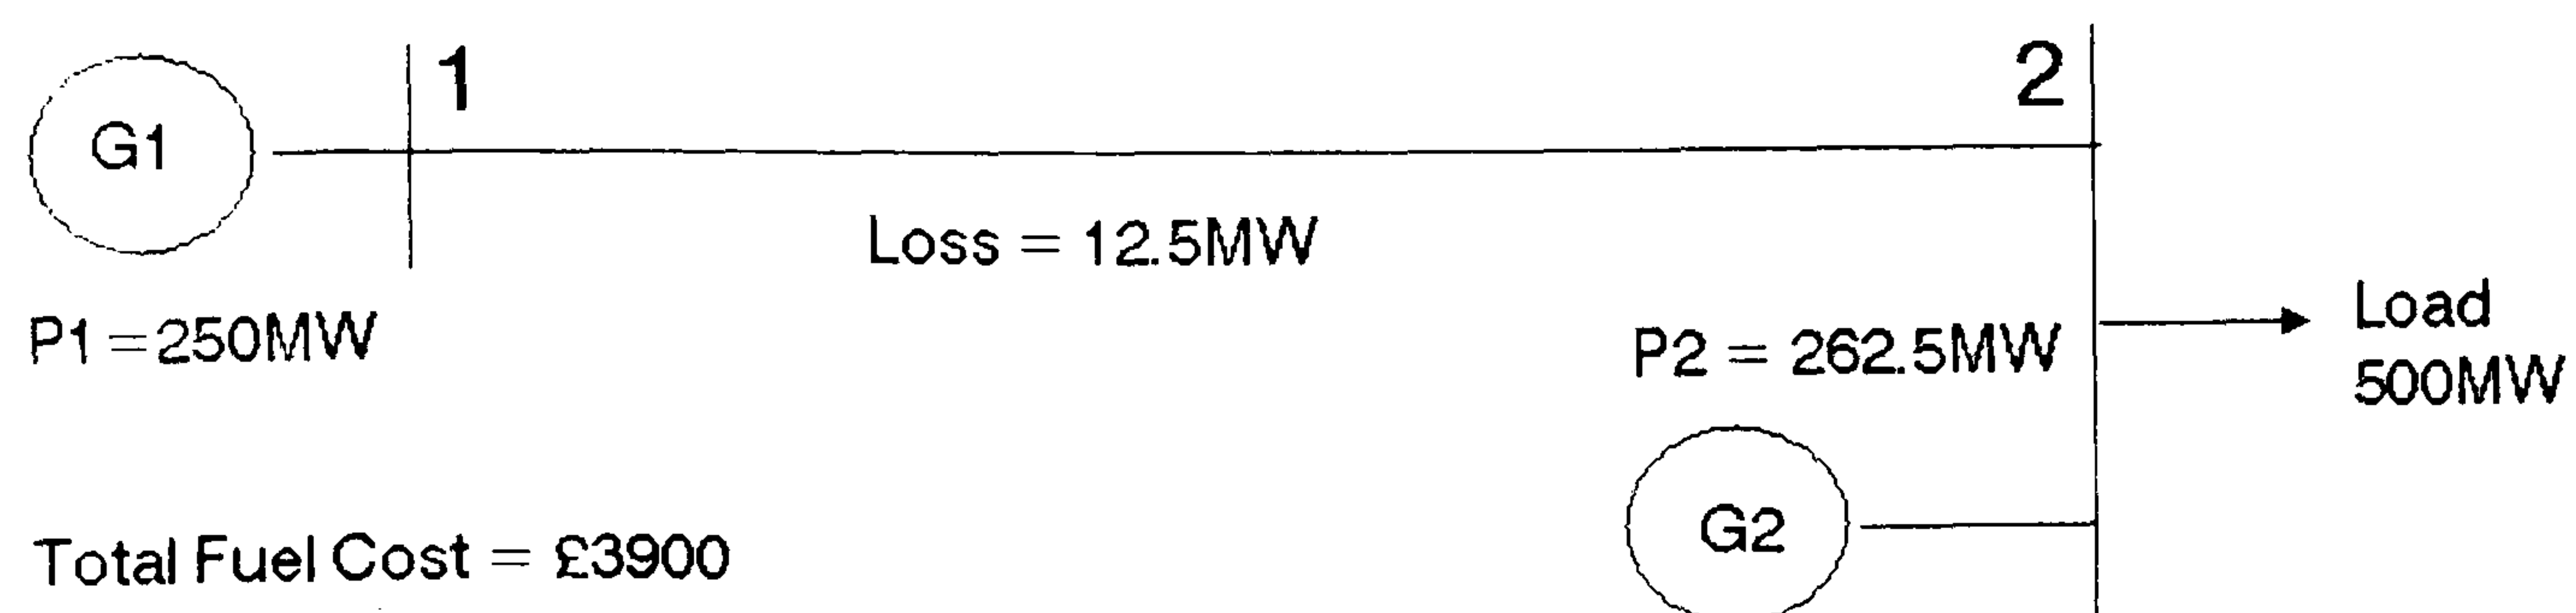 G1
1
2
Loss = 12.5MW
P1 = 250MW
P2 = 262.5MW
Load
500MW
Total Fuel Cost = £3900
G2